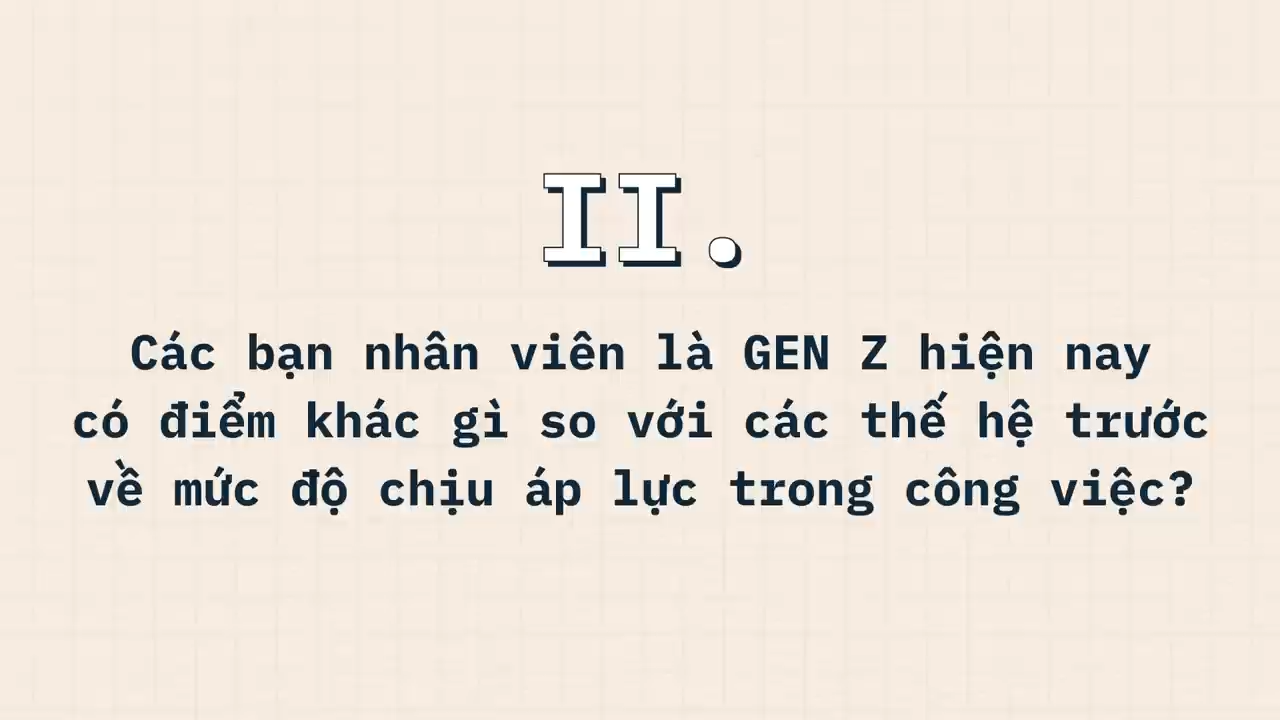 II.
Các bạn nhân viên là GEN Z hiện nay
có điểm khác gì so với các thế hệ trước
về mức độ chịu áp lực trong công việc?